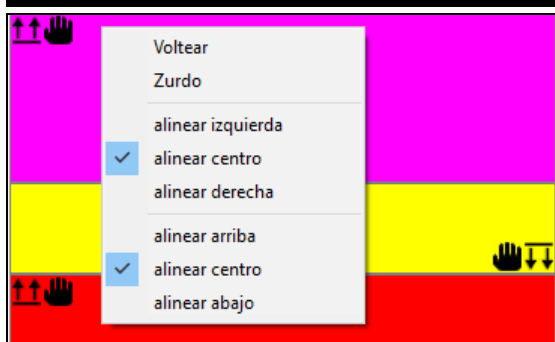 Voltear
Zurdo
alinear izquierda
alinear centro
alinear derecha
alinear arriba
alinear centro
alinear abajo